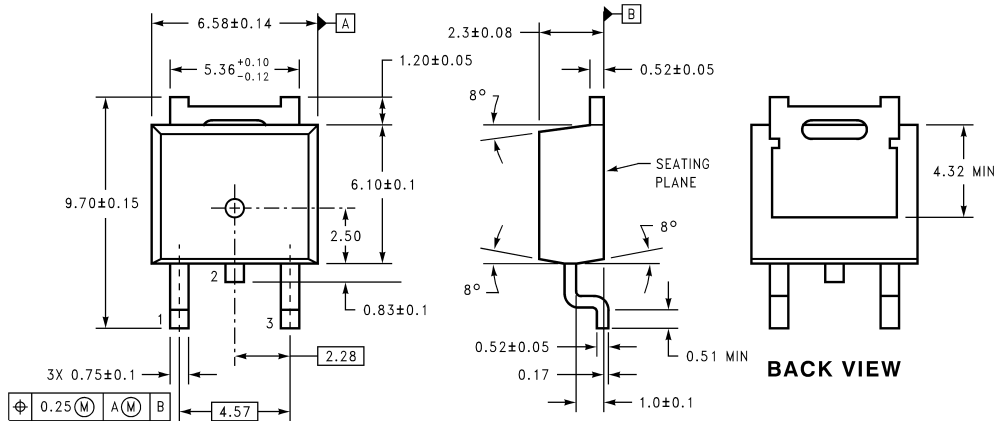 6.58±0.14
A
5.36 +0.10 -0.12
1.20±0.05
9.70±0.15
6.10±0.1
2.50
2
0.83±0.1
1
3
2.28
3X 0.75±0.1
⌖ 0.25 Ⓜ A Ⓜ B
4.57
B
2.3±0.08
0.52±0.05
8°
SEATING
PLANE
8°
8°
0.52±0.05
0.51 MIN
0.17
1.0±0.1
4.32 MIN
BACK VIEW